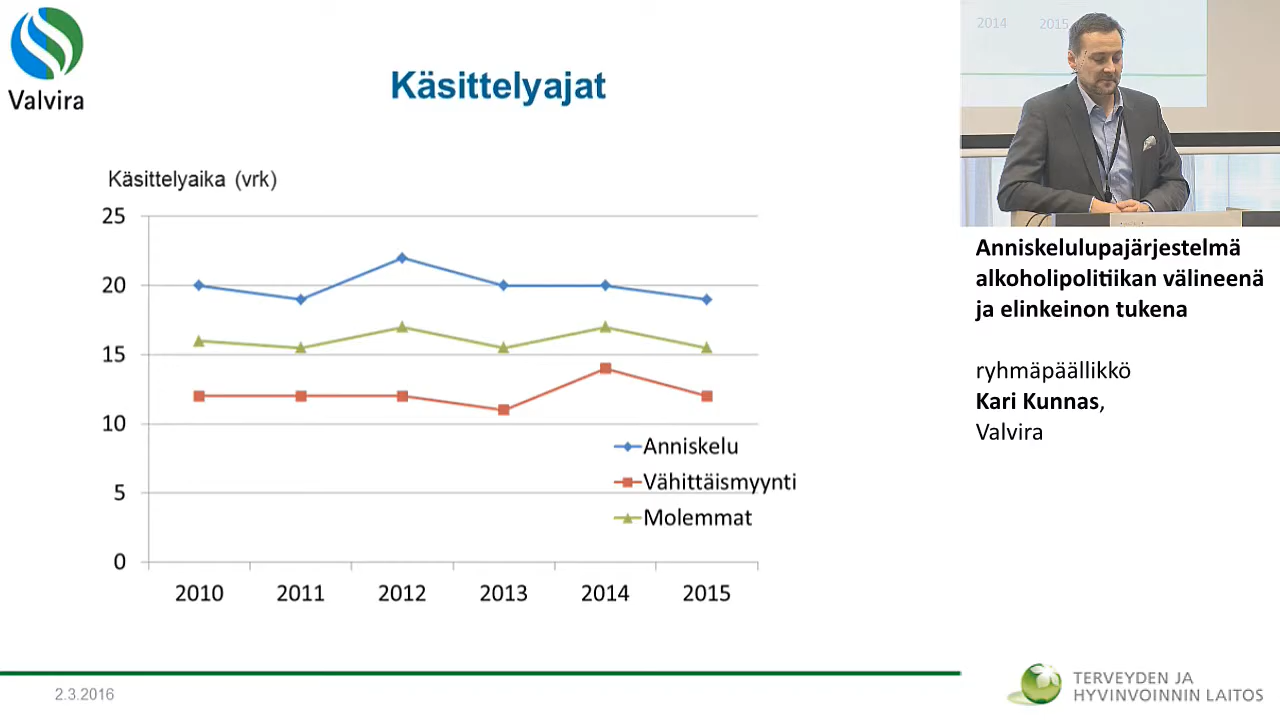 Valvira
Käsittelyajat
Käsittelyaika (vrk)
25
20
15
10
5
0
2010 2011 2012 2013 2014 2015
Anniskelu
Vähittäismyynti
Molemmat
2.3.2016
2014 2015
Anniskelulupajärjestelmä
alkoholipolitiikan välineenä
ja elinkeinon tukena
ryhmäpäällikkö
Kari Kunnas,
Valvira
TERVEYDEN JA
HYVINVOINNIN LAITOS